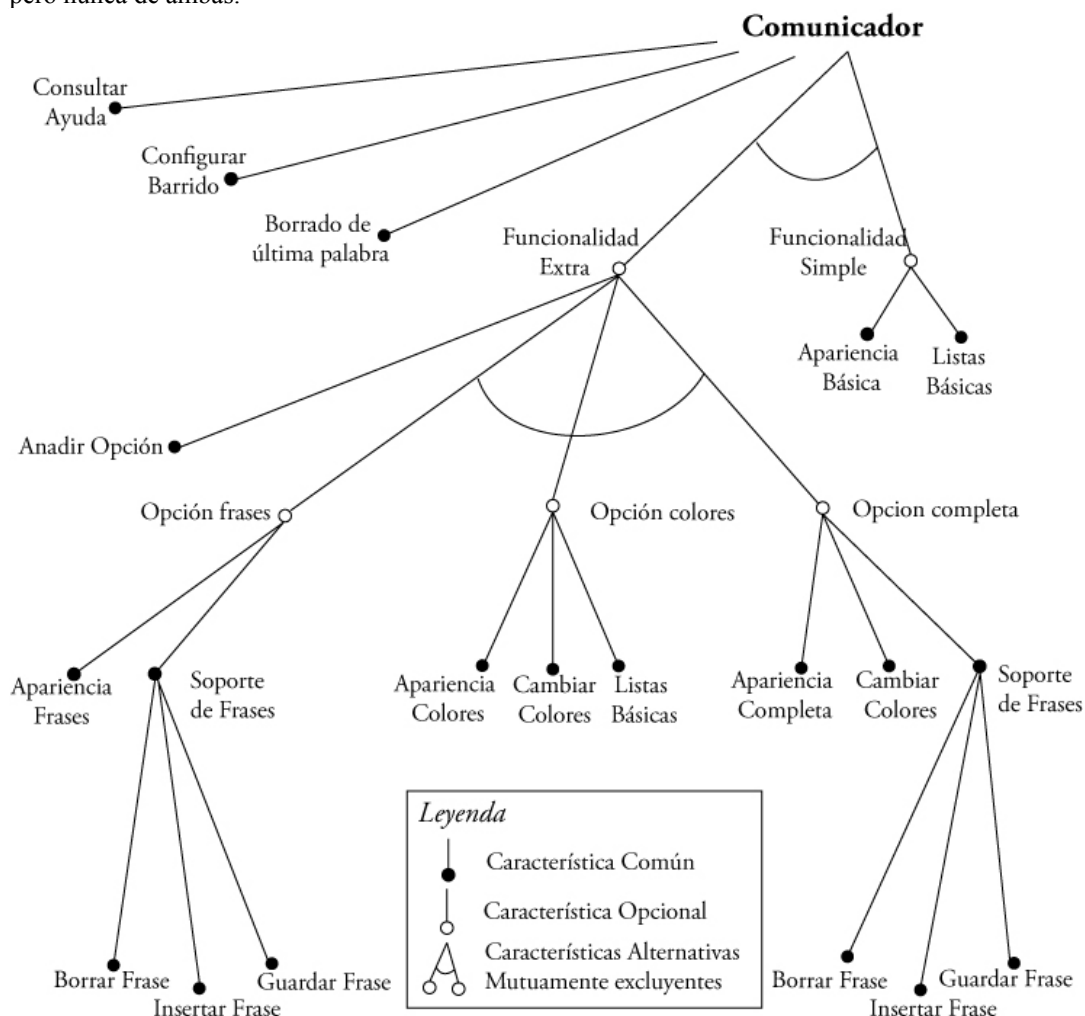 pero nunca de ambas.
Comunicador
Consultar
Ayuda
Configurar
Barrido
Borrado de
última palabra
Funcionalidad
Extra
Funcionalidad
Simple
Apariencia
Básica
Listas
Básicas
Anadir Opción
Opción frases
Opción colores
Opcion completa
Apariencia
Frases
Soporte
de Frases
Apariencia
Colores
Cambiar
Colores
Listas
Básicas
Apariencia
Completa
Cambiar
Colores
Soporte
de Frases
Leyenda
Característica Común
Característica Opcional
Características Alternativas
Mutuamente excluyentes
Borrar Frase
Insertar Frase
Guardar Frase
Borrar Frase
Insertar Frase
Guardar Frase